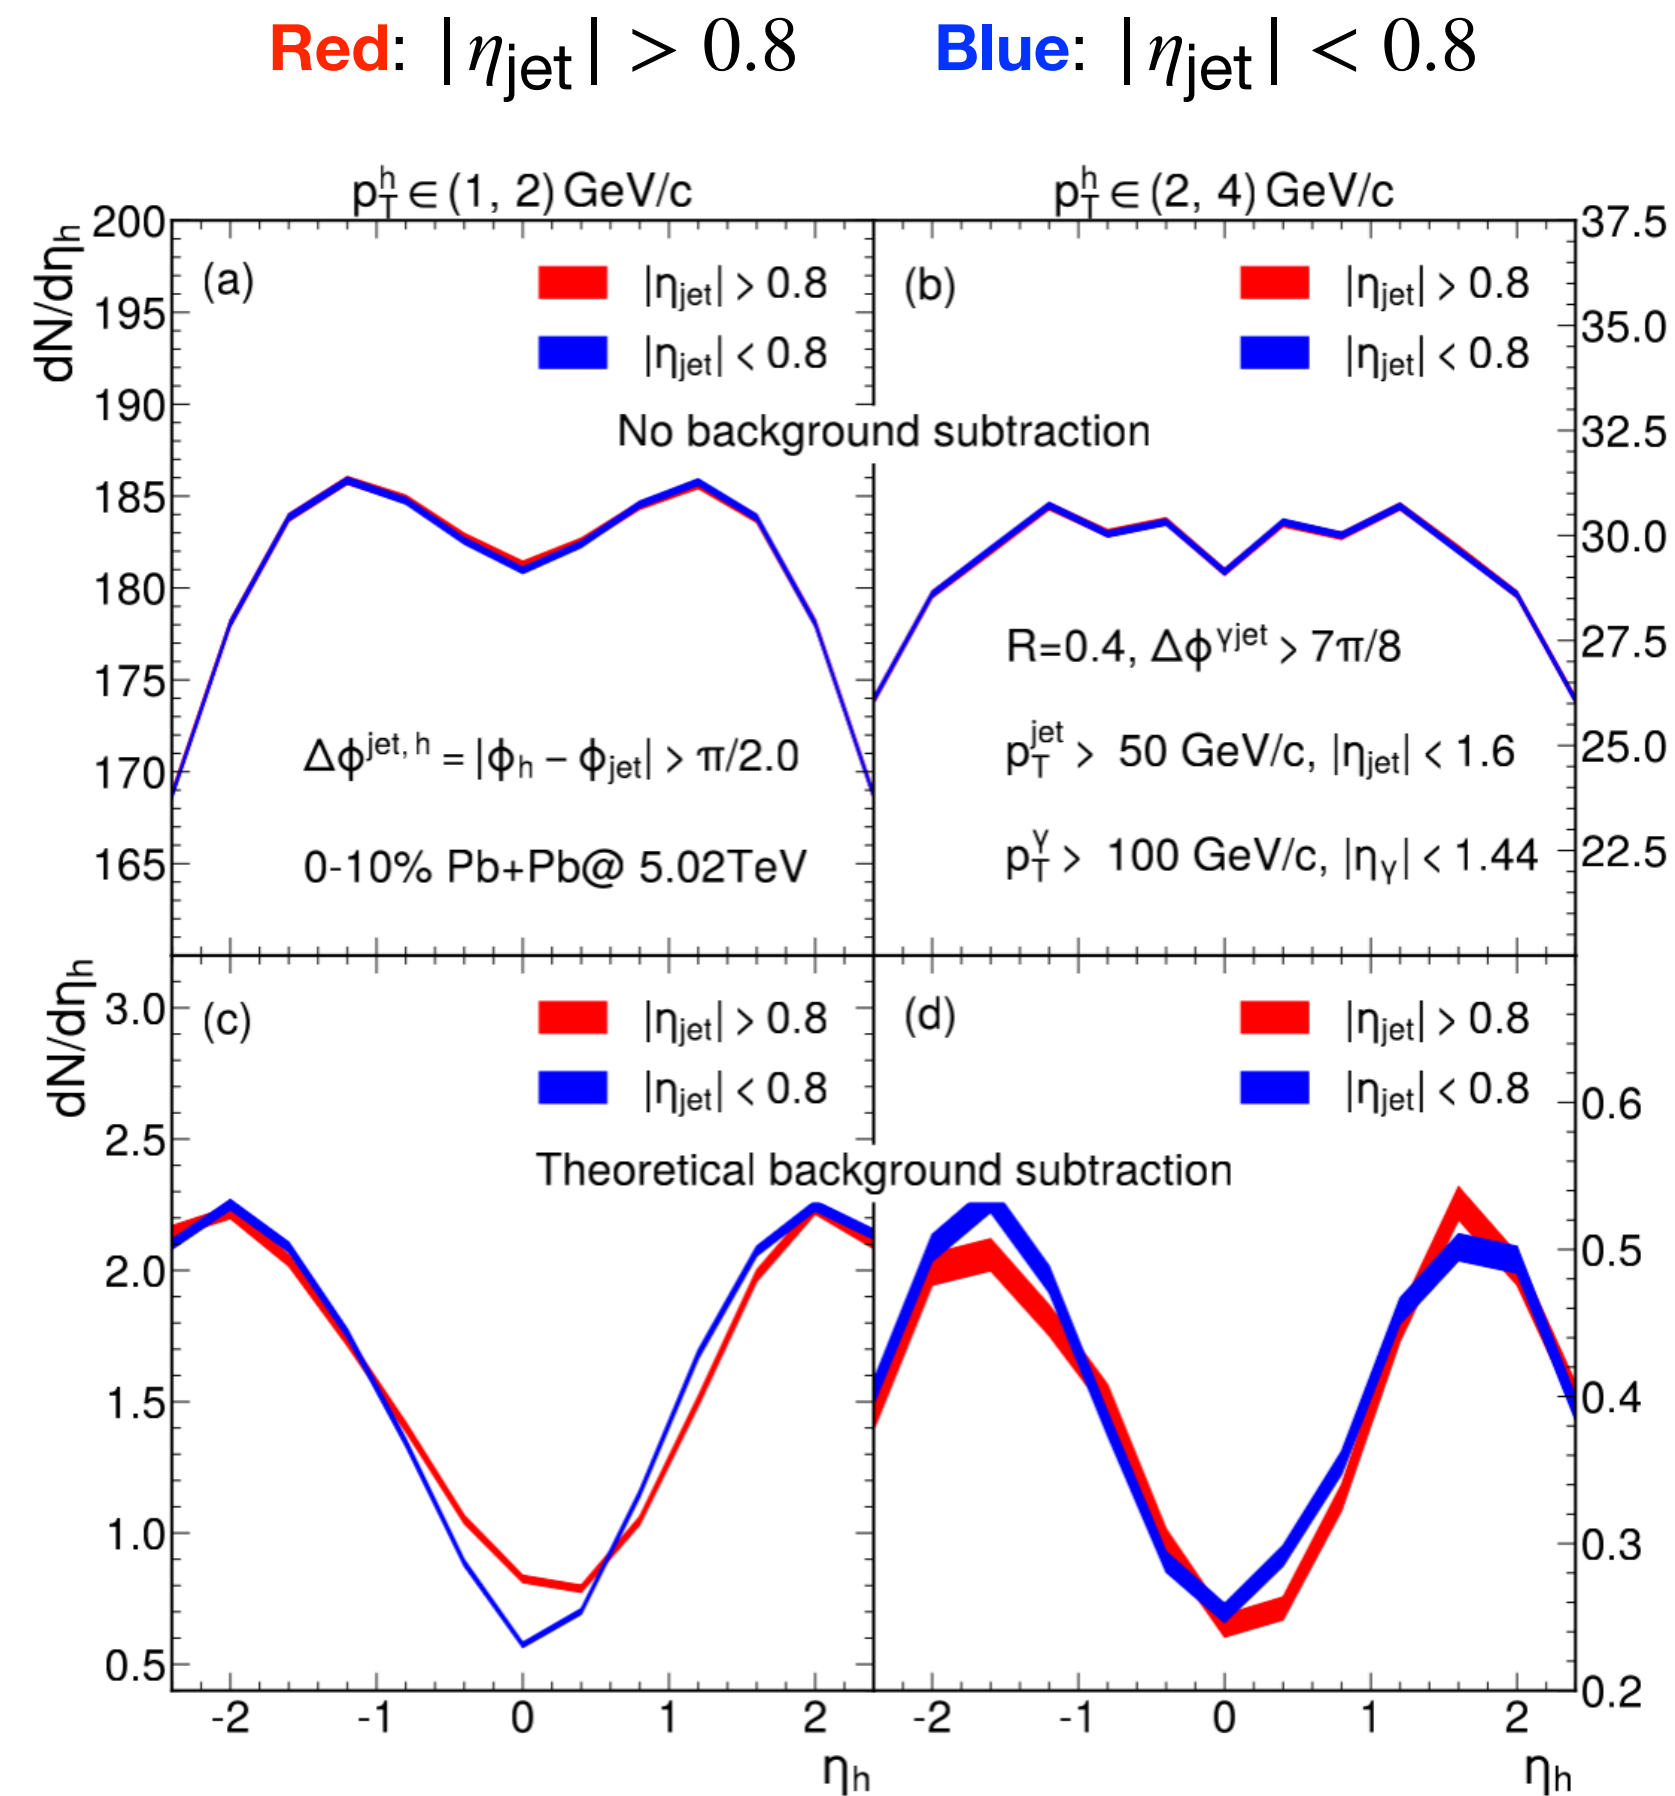 Red: |η_jet| > 0.8 Blue: |η_jet| < 0.8
p_T^h ∈ (1, 2) GeV/c p_T^h ∈ (2, 4) GeV/c
dN/dη_h
200
195
190
185
180
175
170
165
(a)
|η_jet| > 0.8
|η_jet| < 0.8
(b)
|η_jet| > 0.8
|η_jet| < 0.8
37.5
35.0
32.5
30.0
27.5
25.0
22.5
No background subtraction
Δϕ^{jet, h} = |ϕ_h − ϕ_jet| > π/2.0
0-10% Pb+Pb@ 5.02TeV
R=0.4, Δϕ^{γjet} > 7π/8
p_T^jet > 50 GeV/c, |η_jet| < 1.6
p_T^γ > 100 GeV/c, |η_γ| < 1.44
dN/dη_h
3.0
2.5
2.0
1.5
1.0
0.5
(c)
|η_jet| > 0.8
|η_jet| < 0.8
(d)
|η_jet| > 0.8
|η_jet| < 0.8
0.6
0.5
0.4
0.3
0.2
Theoretical background subtraction
-2 -1 0 1 2 -2 -1 0 1 2
η_h η_h